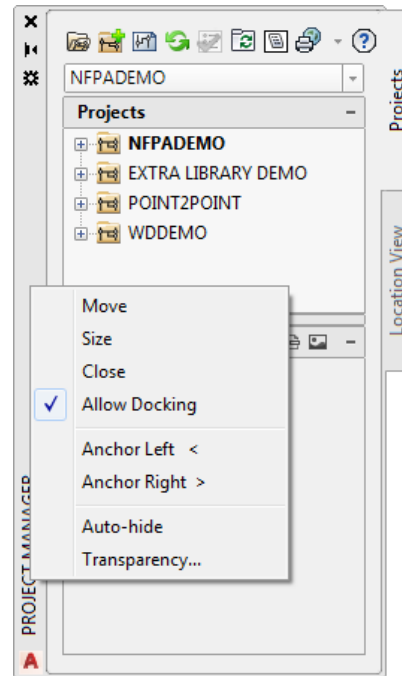 NFPADEMO
Projects
NFPADEMO
EXTRA LIBRARY DEMO
POINT2POINT
WDDEMO
Move
Size
Close
Allow Docking
Anchor Left <
Anchor Right >
Auto-hide
Transparency...
PROJECT MANAGER
Projects
Location View